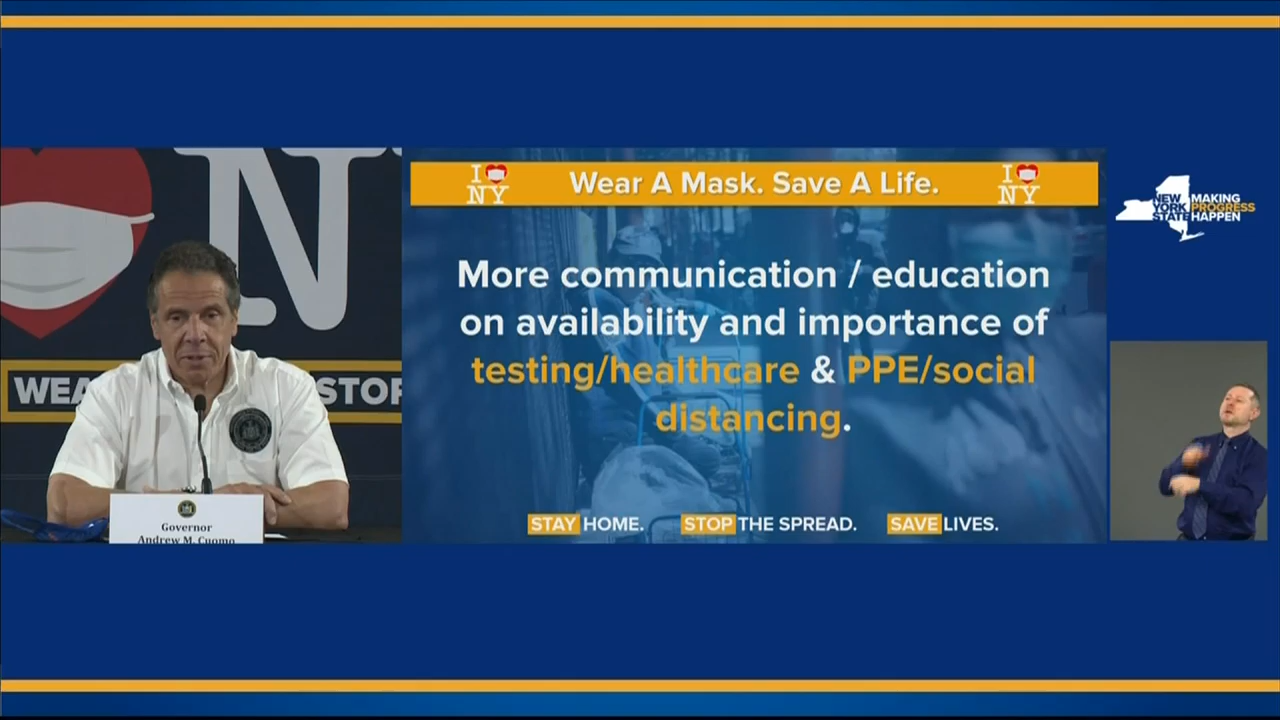 N
WEA
STOP
Governor
Andrew M. Cuomo
I
NY
Wear A Mask. Save A Life.
I
NY
More communication / education
on availability and importance of
testing/healthcare & PPE/social
distancing.
STAY HOME.
STOP THE SPREAD.
SAVE LIVES.
NEW
YORK
STATE
MAKING
PROGRESS
HAPPEN